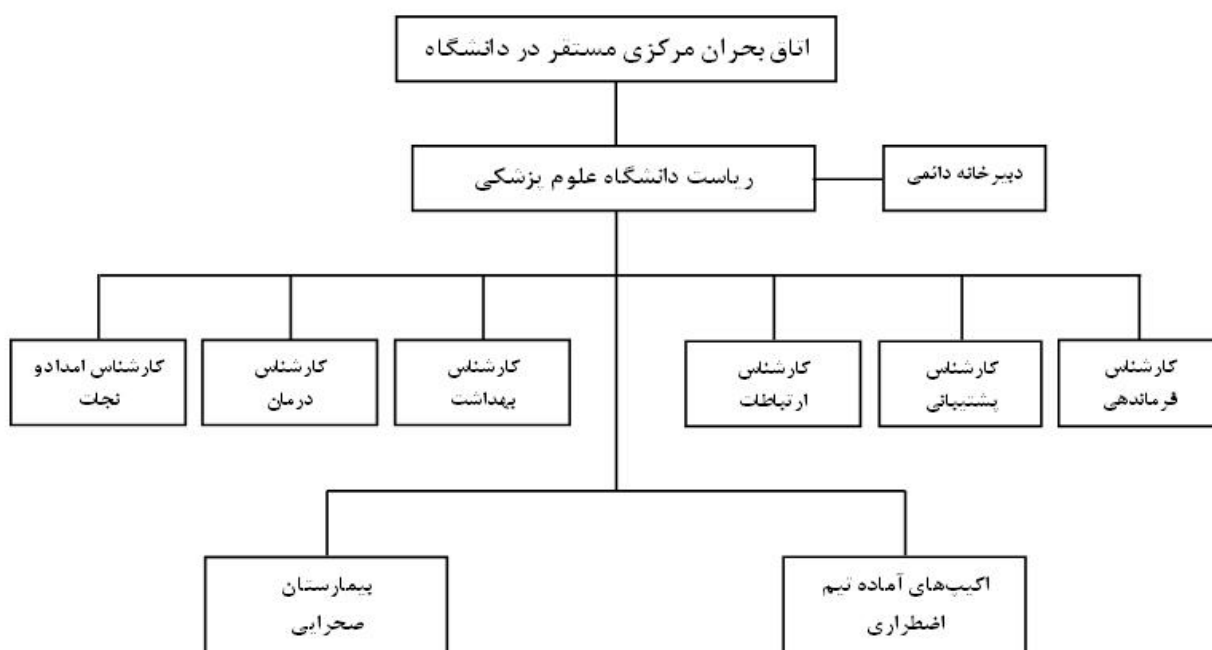 اتاق بحران مرکزی مستقر در دانشگاه
ریاست دانشگاه علوم پزشکی
دبیرخانه دائمی
کارشناس
فرماندهی
کارشناس
پشتیبانی
کارشناس
ارتباطات
کارشناس
بهداشت
کارشناس
درمان
کارشناس امدادو
نجات
اکیپ‌های آماده تیم
اضطراری
بیمارستان
صحرایی